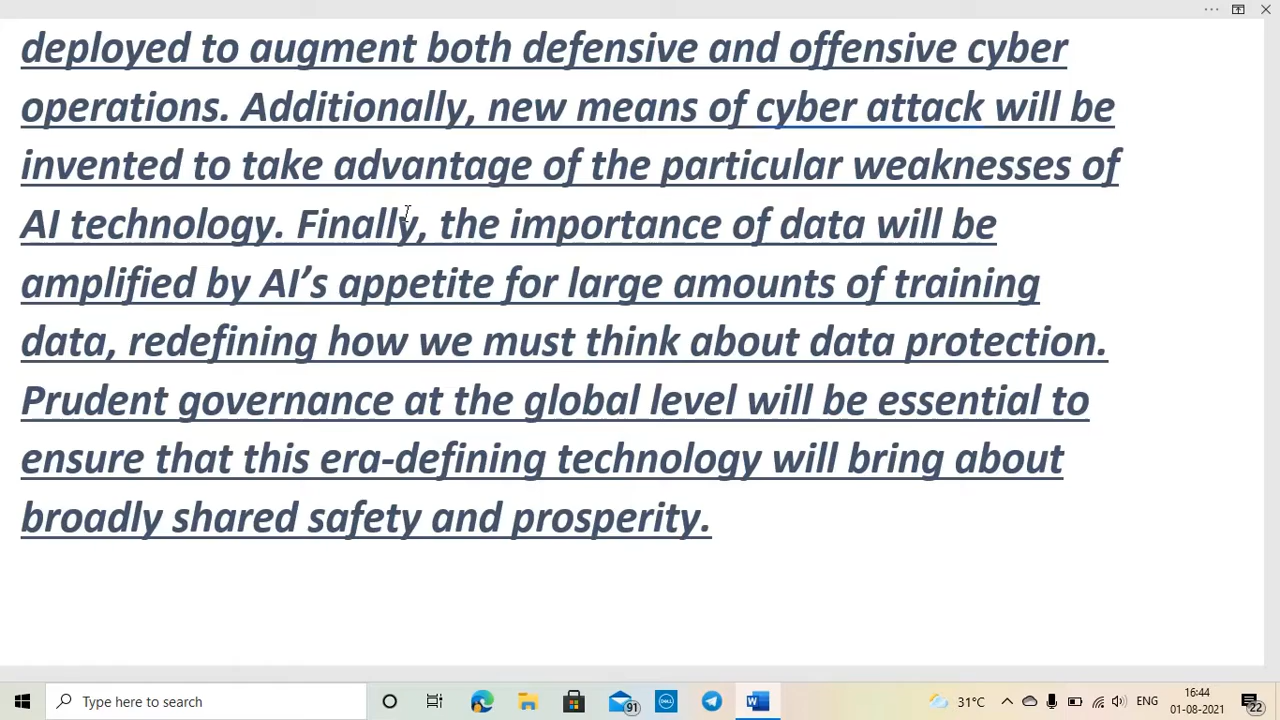 deployed to augment both defensive and offensive cyber
operations. Additionally, new means of cyber attack will be
invented to take advantage of the particular weaknesses of
AI technology. Finally, the importance of data will be
amplified by AI’s appetite for large amounts of training
data, redefining how we must think about data protection.
Prudent governance at the global level will be essential to
ensure that this era-defining technology will bring about
broadly shared safety and prosperity.
Type here to search
91
DELL
31°C
ENG
16:44
01-08-2021
22